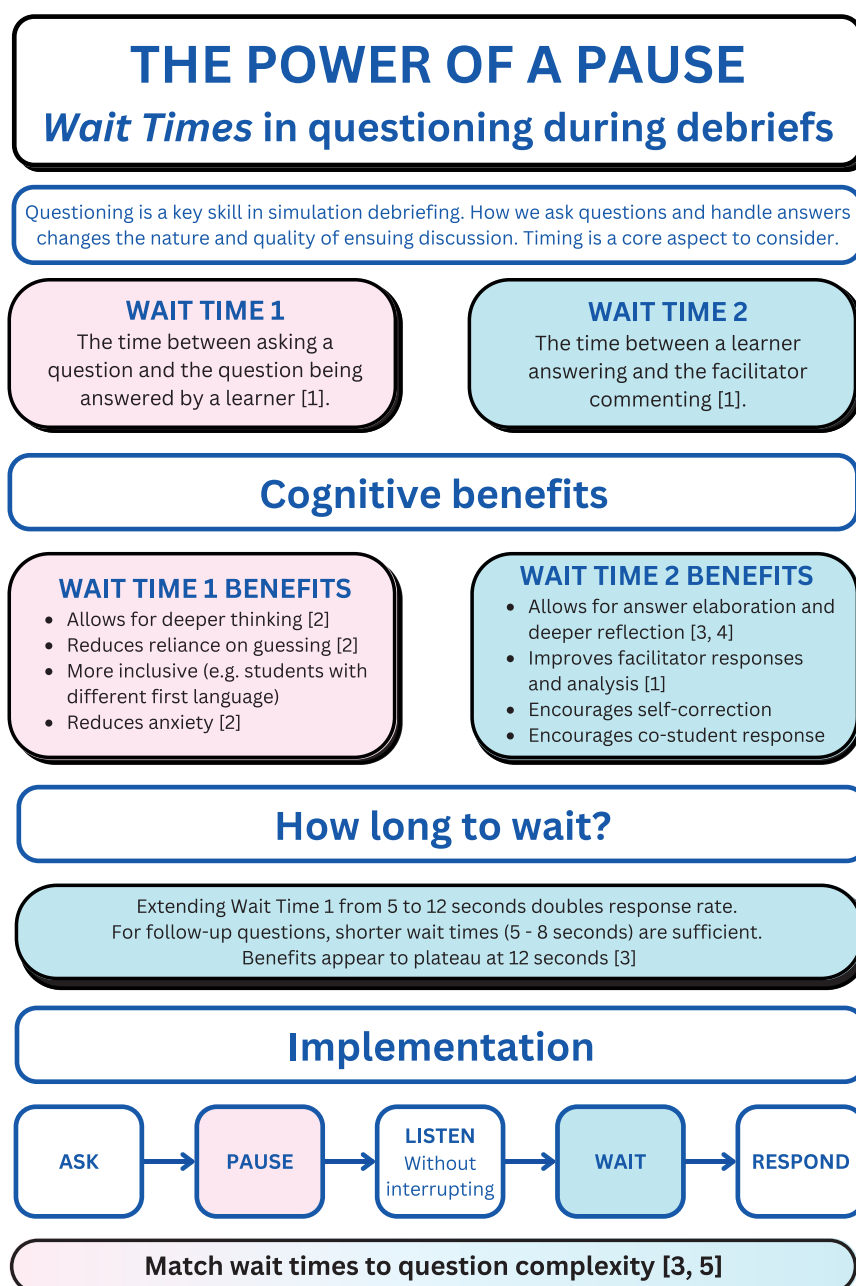 THE POWER OF A PAUSE
Wait Times in questioning during debriefs
Questioning is a key skill in simulation debriefing. How we ask questions and handle answers
changes the nature and quality of ensuing discussion. Timing is a core aspect to consider.
WAIT TIME 1
The time between asking a
question and the question being
answered by a learner [1].
WAIT TIME 2
The time between a learner
answering and the facilitator
commenting [1].
Cognitive benefits
WAIT TIME 1 BENEFITS
• Allows for deeper thinking [2]
• Reduces reliance on guessing [2]
• More inclusive (e.g. students with
different first language)
• Reduces anxiety [2]
WAIT TIME 2 BENEFITS
• Allows for answer elaboration and
deeper reflection [3, 4]
• Improves facilitator responses
and analysis [1]
• Encourages self-correction
• Encourages co-student response
How long to wait?
Extending Wait Time 1 from 5 to 12 seconds doubles response rate.
For follow-up questions, shorter wait times (5 - 8 seconds) are sufficient.
Benefits appear to plateau at 12 seconds [3]
Implementation
ASK
PAUSE
LISTEN
Without
interrupting
WAIT
RESPOND
Match wait times to question complexity [3, 5]